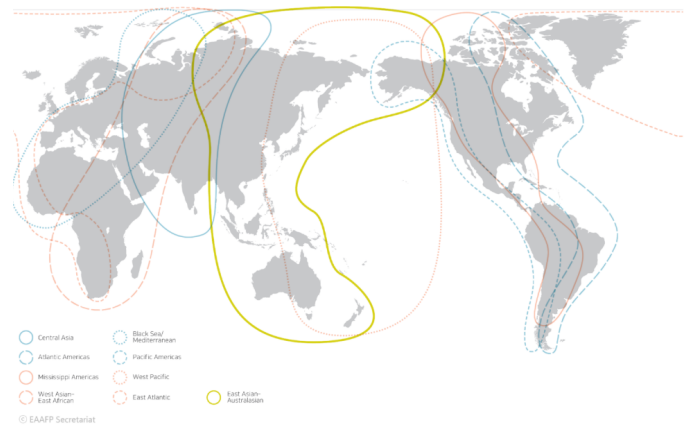 Central Asia
Black Sea/
Mediterranean
Atlantic Americas
Pacific Americas
Mississippi Americas
West Pacific
West Asian–
East African
East Atlantic
East Asian–
Australasian
© EAAFP Secretariat